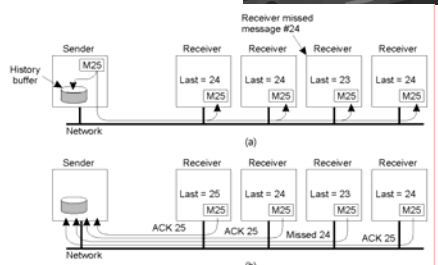 Receiver missed
message #24
Sender
Receiver
Receiver
Receiver
Receiver
M25
History
buffer
Last = 24
Last = 24
Last = 23
Last = 24
M25
M25
M25
M25
Network
(a)
Sender
Receiver
Receiver
Receiver
Receiver
Last = 25
Last = 24
Last = 23
Last = 24
M25
M25
M25
M25
ACK 25
ACK 25
Missed 24
ACK 25
Network
(b)